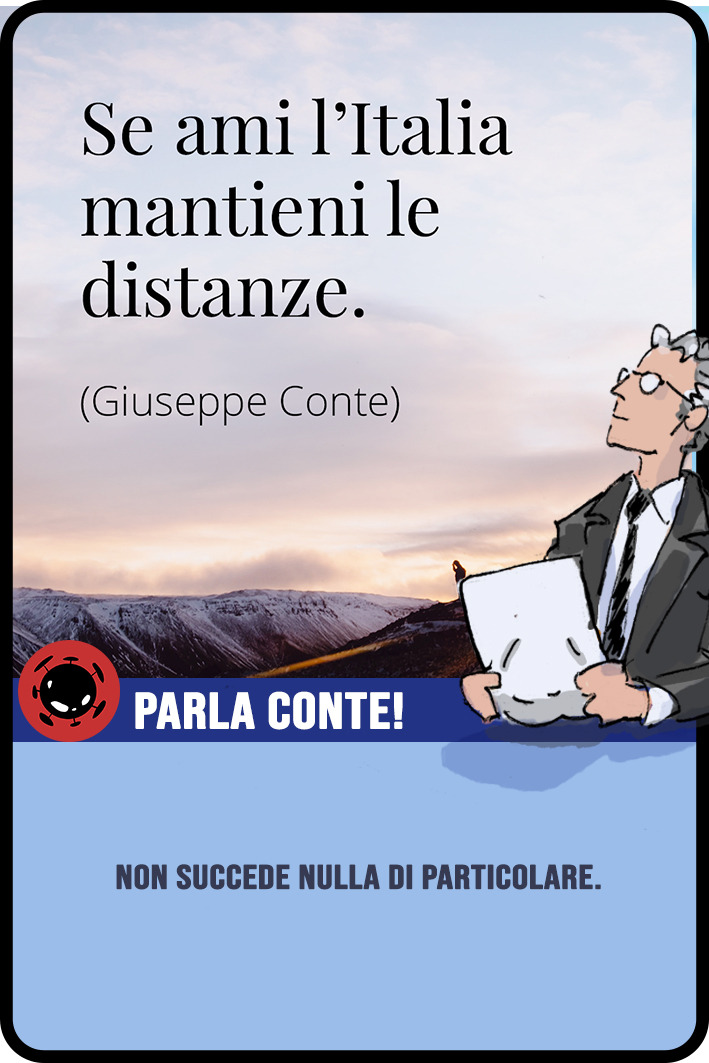 Se ami l’Italia
mantieni le
distanze.
(Giuseppe Conte)
PARLA CONTE!
NON SUCCEDE NULLA DI PARTICOLARE.